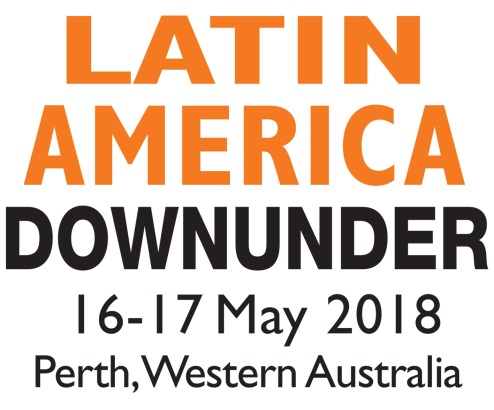 LATIN
AMERICA
DOWNUNDER
16-17 May 2018
Perth, Western Australia